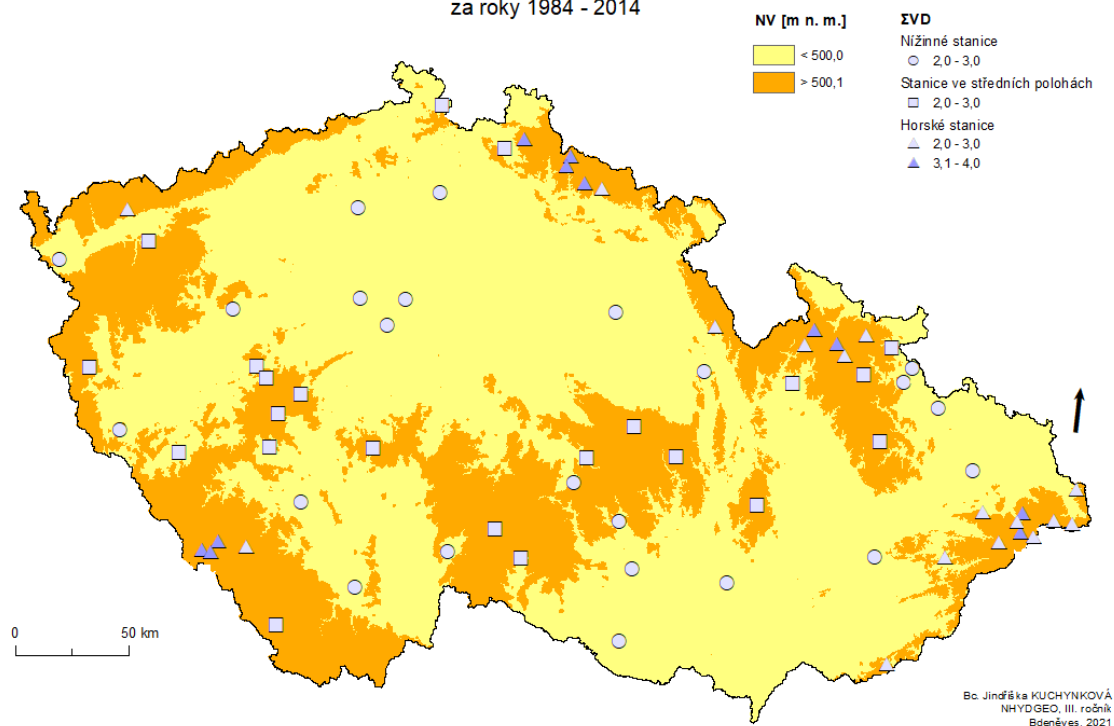 za roky 1984 - 2014
NV [m n. m.]
< 500,0
> 500,1
ΣVD
Nížinné stanice
2,0 - 3,0
Stanice ve středních polohách
2,0 - 3,0
Horské stanice
2,0 - 3,0
3,1 - 4,0
0 50 km
Bc. Jindřiška KUCHYNKOVÁ
NHYDGEO, III. ročník
Bdeněves, 2021